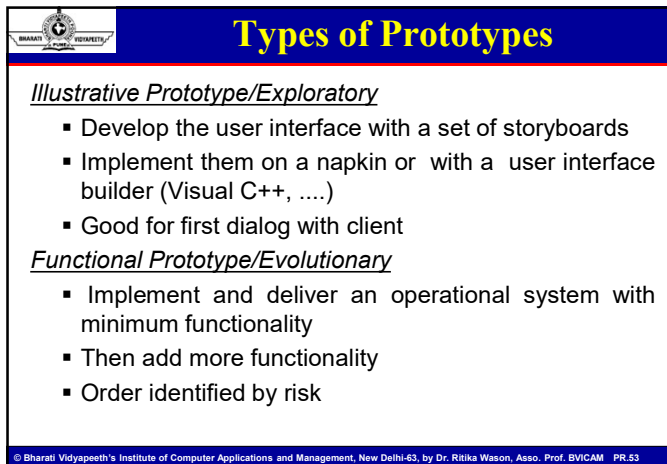 BHARATI VIDYAPEETH
PUNE
Types of Prototypes
Illustrative Prototype/Exploratory
▪ Develop the user interface with a set of storyboards
▪ Implement them on a napkin or with a user interface
builder (Visual C++, ....)
▪ Good for first dialog with client
Functional Prototype/Evolutionary
▪ Implement and deliver an operational system with
minimum functionality
▪ Then add more functionality
▪ Order identified by risk
© Bharati Vidyapeeth's Institute of Computer Applications and Management, New Delhi-63, by Dr. Ritika Wason, Asso. Prof. BVICAM PR.53